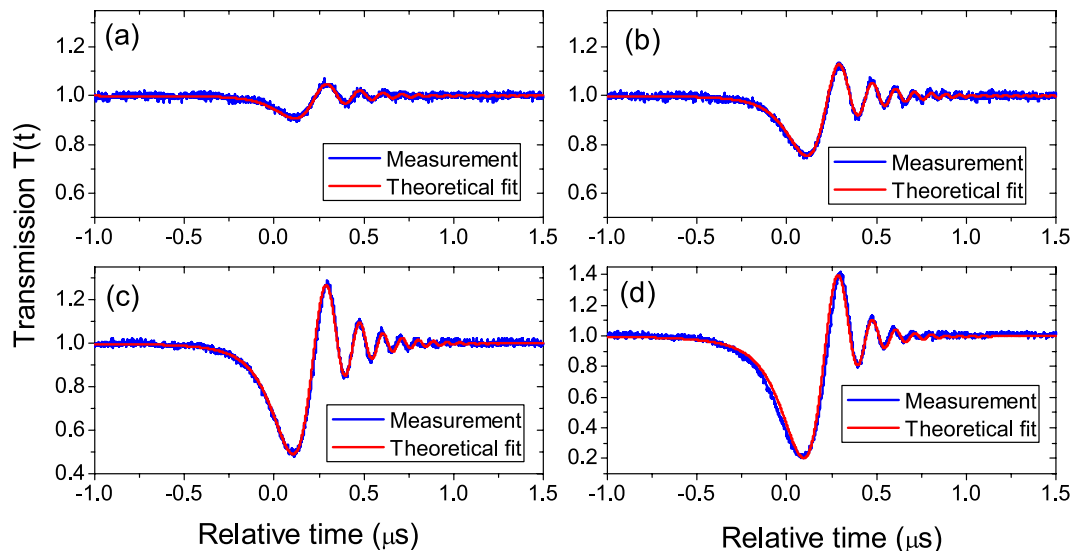 (a)
1.2
1.0
0.8
0.6
Measurement
Theoretical fit
-1.0 -0.5 0.0 0.5 1.0 1.5
(b)
1.2
1.0
0.8
0.6
Measurement
Theoretical fit
-1.0 -0.5 0.0 0.5 1.0 1.5
Transmission T(t)
(c)
1.2
1.0
0.8
0.6
0.4
Measurement
Theoretical fit
-1.0 -0.5 0.0 0.5 1.0 1.5
Relative time (μs)
(d)
1.4
1.2
1.0
0.8
0.6
0.4
0.2
Measurement
Theoretical fit
-1.0 -0.5 0.0 0.5 1.0 1.5
Relative time (μs)